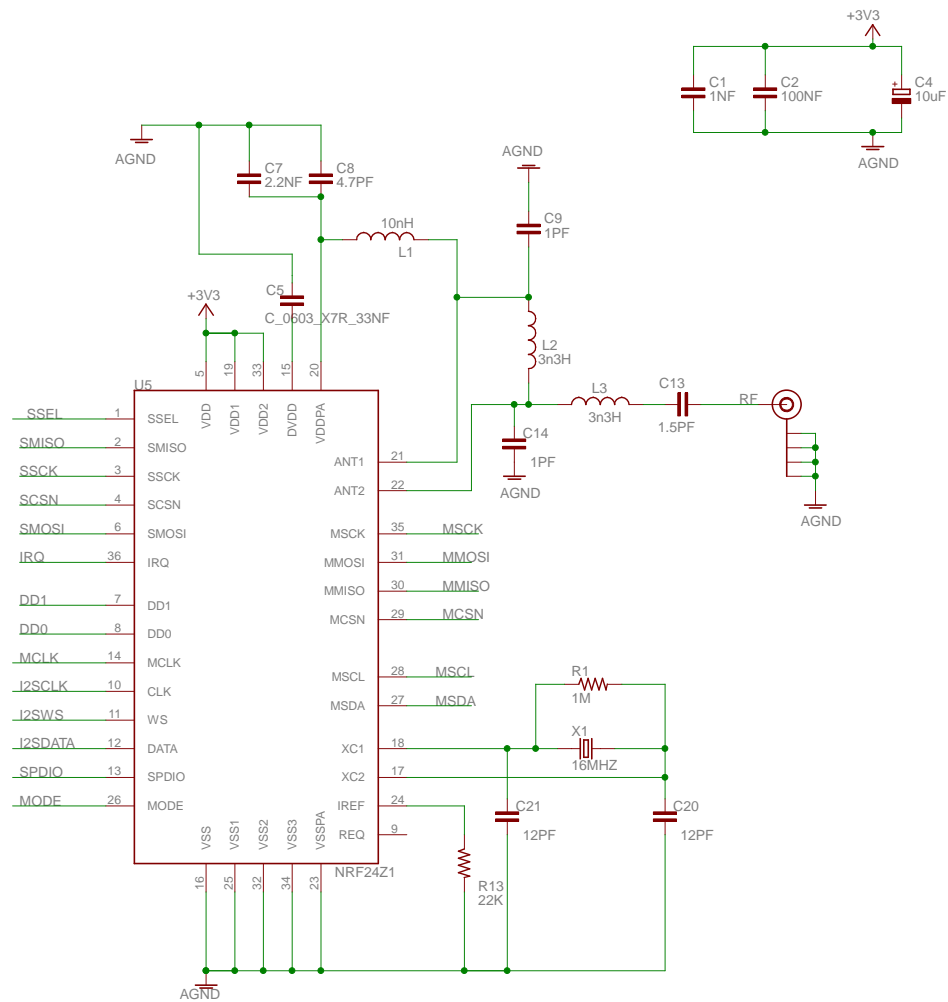 +3V3
C1
1NF
C2
100NF
C4
10uF
+
AGND
AGND
C7
2.2NF
C8
4.7PF
AGND
C9
1PF
10nH
L1
C5
C_0603_X7R_33NF
+3V3
L2
3n3H
L3
3n3H
C13
1.5PF
RF
C14
1PF
AGND
AGND
U5
5
19
33
15
20
VDD
VDD1
VDD2
DVDD
VDDPA
SSEL 1 SSEL
SMISO 2 SMISO
SSCK 3 SSCK
SCSN 4 SCSN
SMOSI 6 SMOSI
IRQ 36 IRQ
DD1 7 DD1
DD0 8 DD0
MCLK 14 MCLK
I2SCLK 10 CLK
I2SWS 11 WS
I2SDATA 12 DATA
SPDIO 13 SPDIO
MODE 26 MODE
ANT1 21
ANT2 22
MSCK 35 MSCK
MMOSI 31 MMOSI
MMISO 30 MMISO
MCSN 29 MCSN
MSCL 28 MSCL
MSDA 27 MSDA
XC1 18
XC2 17
IREF 24
REQ 9
R1
1M
X1
16MHZ
C21
12PF
C20
12PF
VSS
VSS1
VSS2
VSS3
VSSPA
16
25
32
34
23
NRF24Z1
R13
22K
AGND